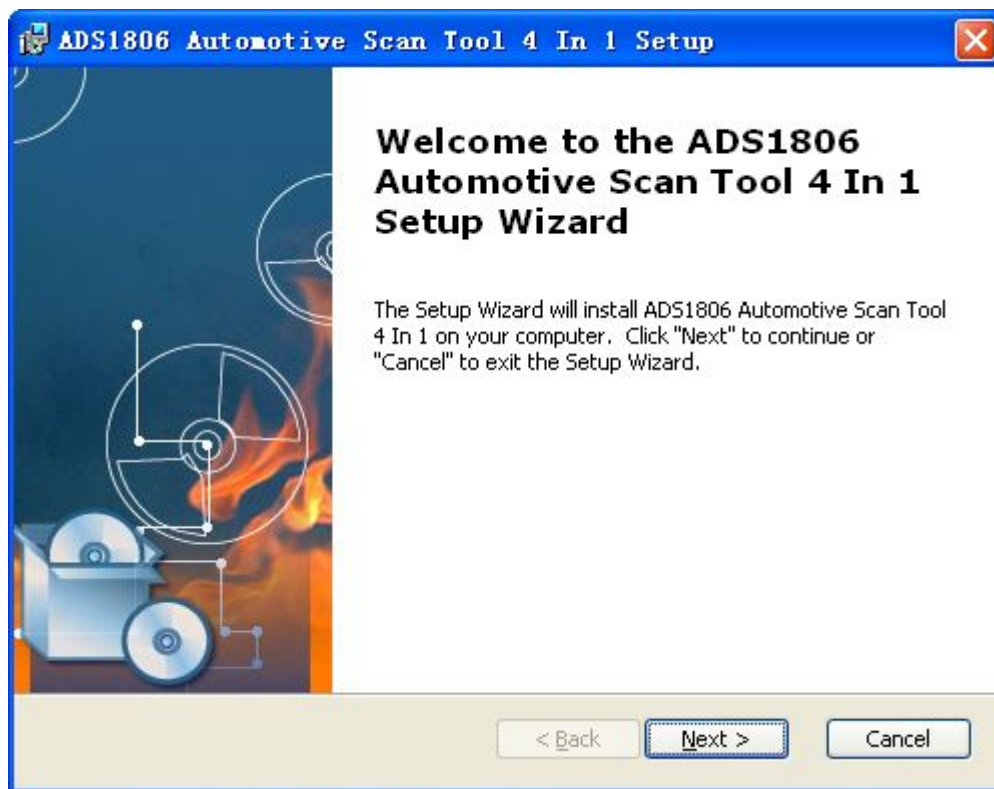 ADS1806 Automotive Scan Tool 4 In 1 Setup
Welcome to the ADS1806
Automotive Scan Tool 4 In 1
Setup Wizard
The Setup Wizard will install ADS1806 Automotive Scan Tool
4 In 1 on your computer.  Click "Next" to continue or
"Cancel" to exit the Setup Wizard.
< Back
Next >
Cancel